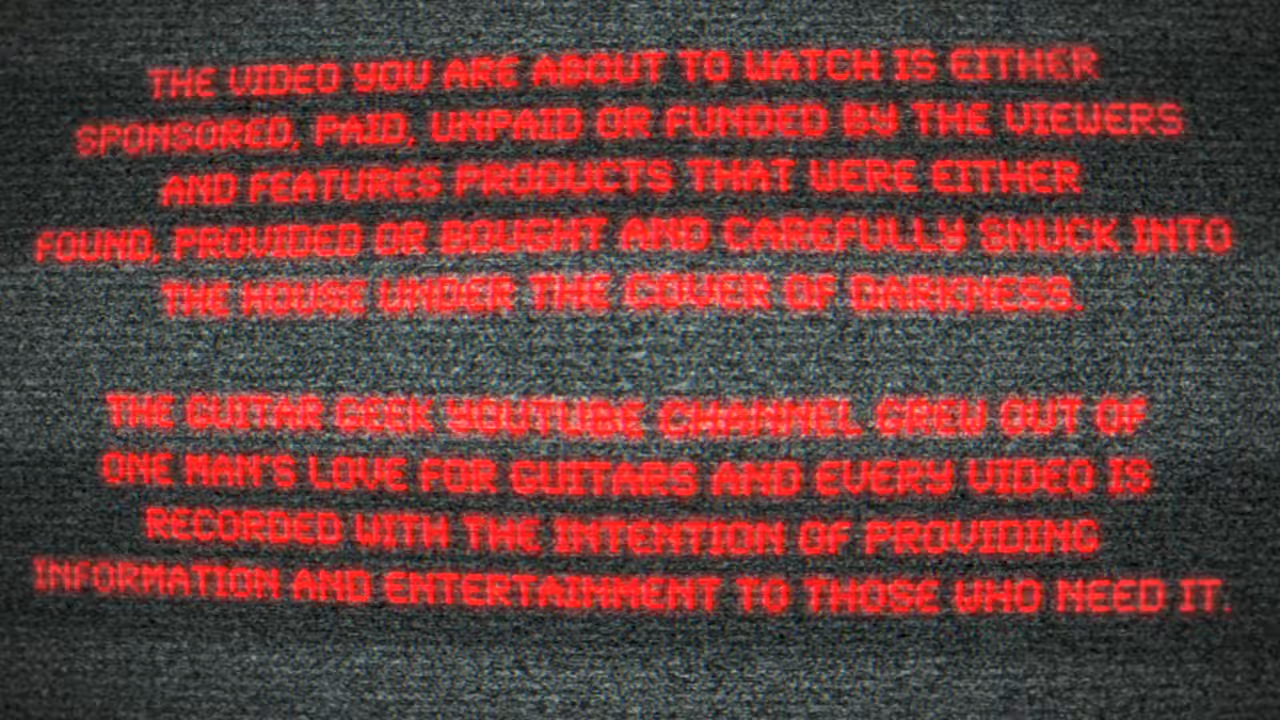 THE VIDEO YOU ARE ABOUT TO WATCH IS EITHER
SPONSORED, PAID, UNPAID OR FUNDED BY THE VIEWERS
AND FEATURES PRODUCTS THAT WERE EITHER
FOUND, PROVIDED OR BOUGHT AND CAREFULLY SNUCK INTO
THE HOUSE UNDER THE COVER OF DARKNESS.
THE GUITAR GEEK YOUTUBE CHANNEL GREW OUT OF
ONE MAN'S LOVE FOR GUITARS AND EVERY VIDEO IS
RECORDED WITH THE INTENTION OF PROVIDING
INFORMATION AND ENTERTAINMENT TO THOSE WHO NEED IT.